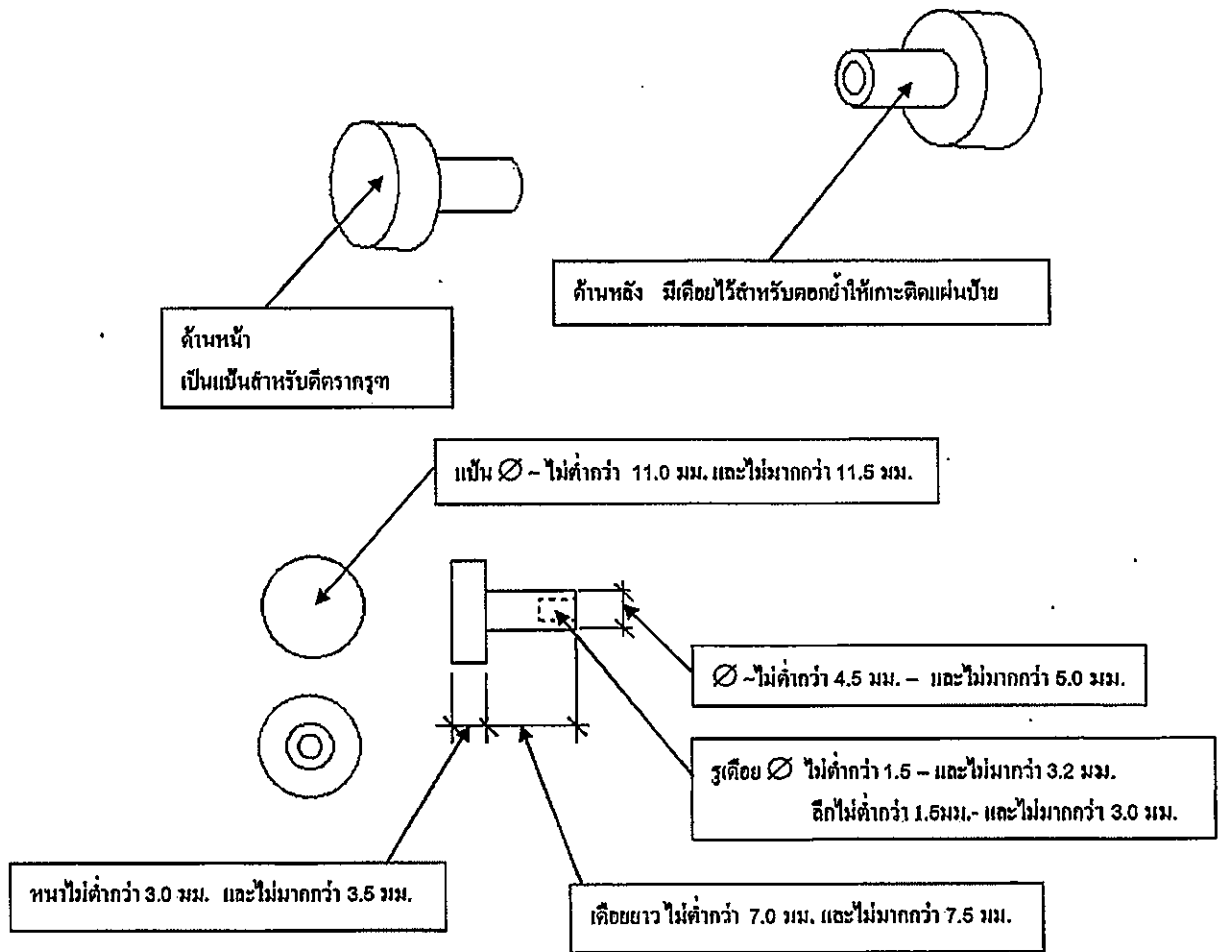 ด้านหลัง มีเดือยไว้สำหรับตอกย้ำให้เกาะติดแผ่นป้าย
ด้านหน้า
เป็นแป้นสำหรับตีตราครุฑ
แป้น Ø ~ ไม่ต่ำกว่า 11.0 มม. และไม่มากกว่า 11.5 มม.
Ø ~ไม่ต่ำกว่า 4.5 มม. – และไม่มากกว่า 5.0 มม.
รูเดือย Ø ไม่ต่ำกว่า 1.5 – และไม่มากว่า 3.2 มม.
ลึกไม่ต่ำกว่า 1.5มม.- และไม่มากกว่า 3.0 มม.
หนาไม่ต่ำกว่า 3.0 มม. และไม่มากกว่า 3.5 มม.
เดือยยาว ไม่ต่ำกว่า 7.0 มม. และไม่มากกว่า 7.5 มม.